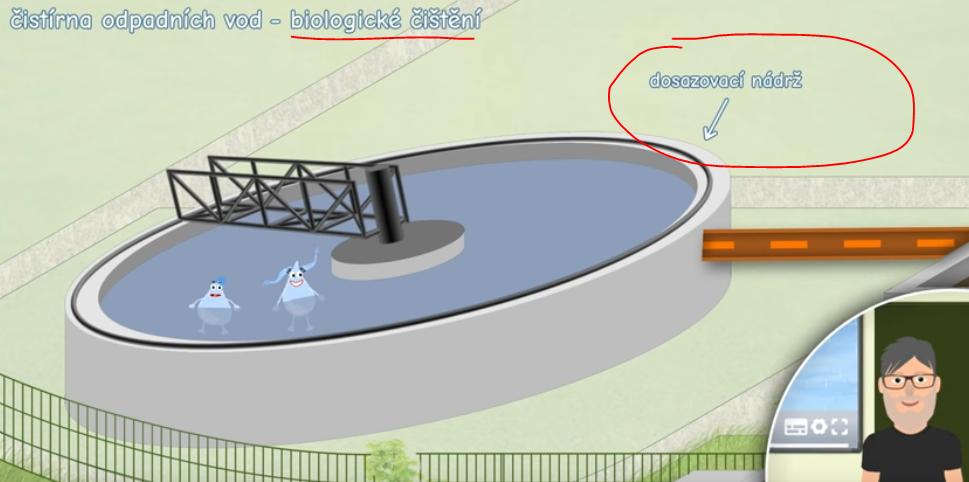 čistírna odpadních vod - biologické čištění
dosazovací nádrž